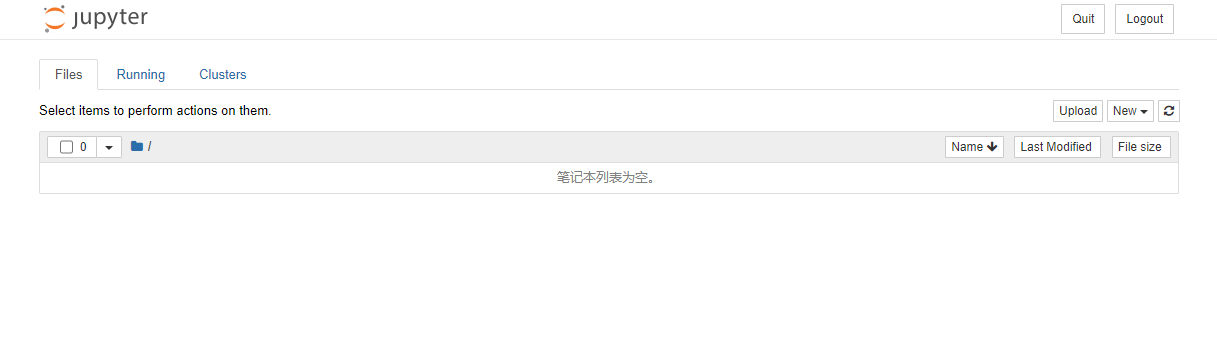 jupyter
Quit Logout
Files Running Clusters
Select items to perform actions on them.
Upload New
0 / Name Last Modified File size
笔记本列表为空。